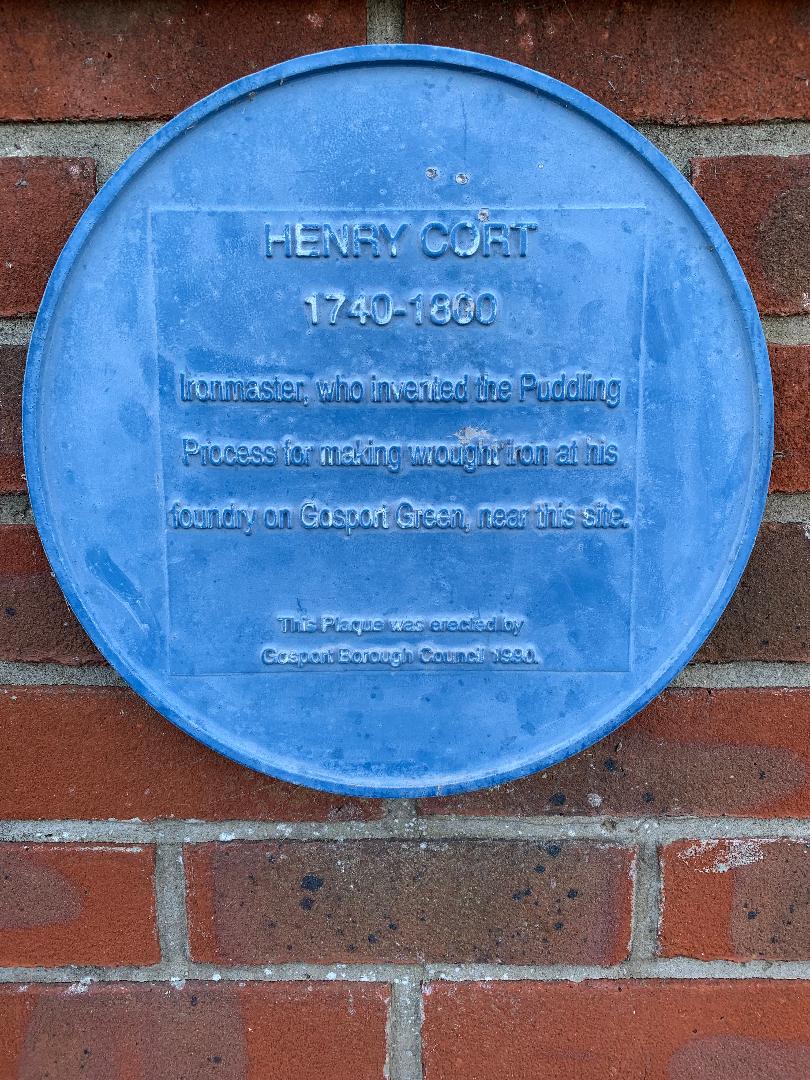 HENRY CORT
1740-1800
Ironmaster, who invented the Puddling
Process for making wrought iron at his
foundry on Gosport Green, near this site.
This Plaque was erected by
Gosport Borough Council